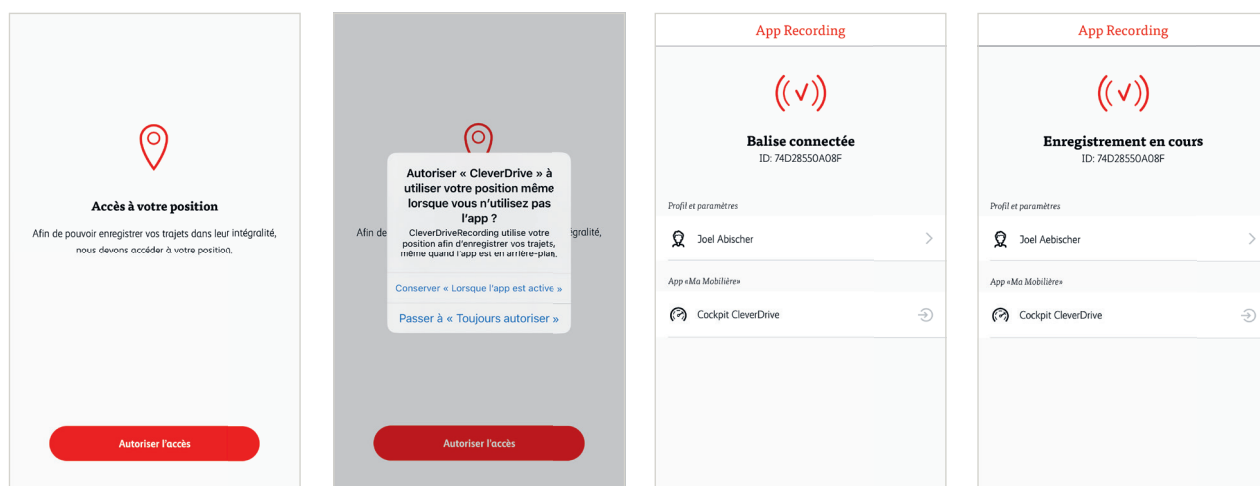 Accès à votre position
Afin de pouvoir enregistrer vos trajets dans leur intégralité,
nous devons accéder à votre position.
Autoriser l'accès
Autoriser « CleverDrive » à
utiliser votre position même
lorsque vous n'utilisez pas
l'app ?
CleverDriveRecording utilise votre
position afin d'enregistrer vos trajets,
même quand l'app est en arrière-plan.
Afin de
égralité,
Conserver « Lorsque l'app est active »
Passer à « Toujours autoriser »
Autoriser l'accès
App Recording
Balise connectée
ID: 74D28550A08F
Profil et paramètres
Joel Abischer
App «Ma Mobilière»
Cockpit CleverDrive
App Recording
Enregistrement en cours
ID: 74D28550A08F
Profil et paramètres
Joel Aebischer
App «Ma Mobilière»
Cockpit CleverDrive